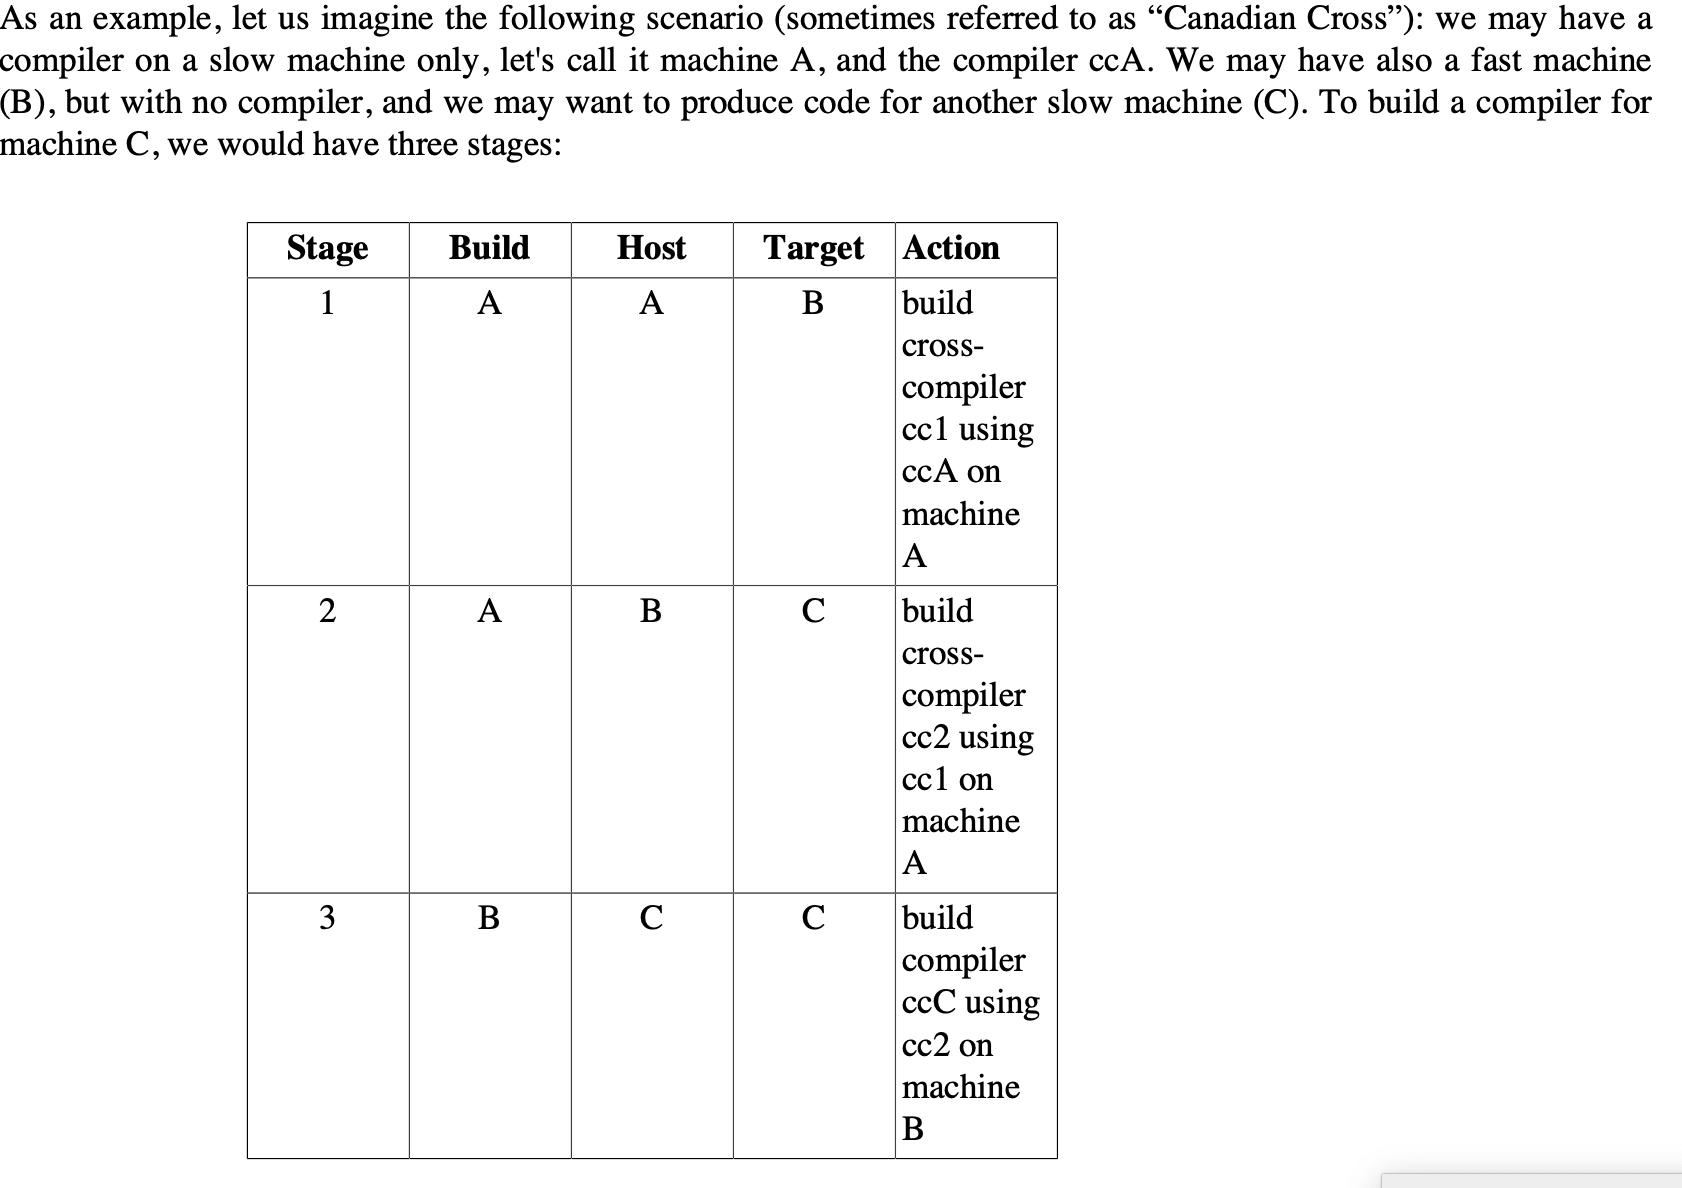 As an example, let us imagine the following scenario (sometimes referred to as “Canadian Cross”): we may have a
compiler on a slow machine only, let's call it machine A, and the compiler ccA. We may have also a fast machine
(B), but with no compiler, and we may want to produce code for another slow machine (C). To build a compiler for
machine C, we would have three stages:
Stage Build Host Target Action
1 A A B build
cross-
compiler
cc1 using
ccA on
machine
A
2 A B C build
cross-
compiler
cc2 using
cc1 on
machine
A
3 B C C build
compiler
ccC using
cc2 on
machine
B